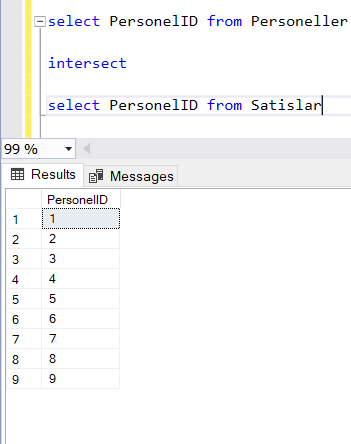 select PersonelID from Personeller
intersect
select PersonelID from Satislar
99 %
Results Messages
PersonelID
1 1
2 2
3 3
4 4
5 5
6 6
7 7
8 8
9 9